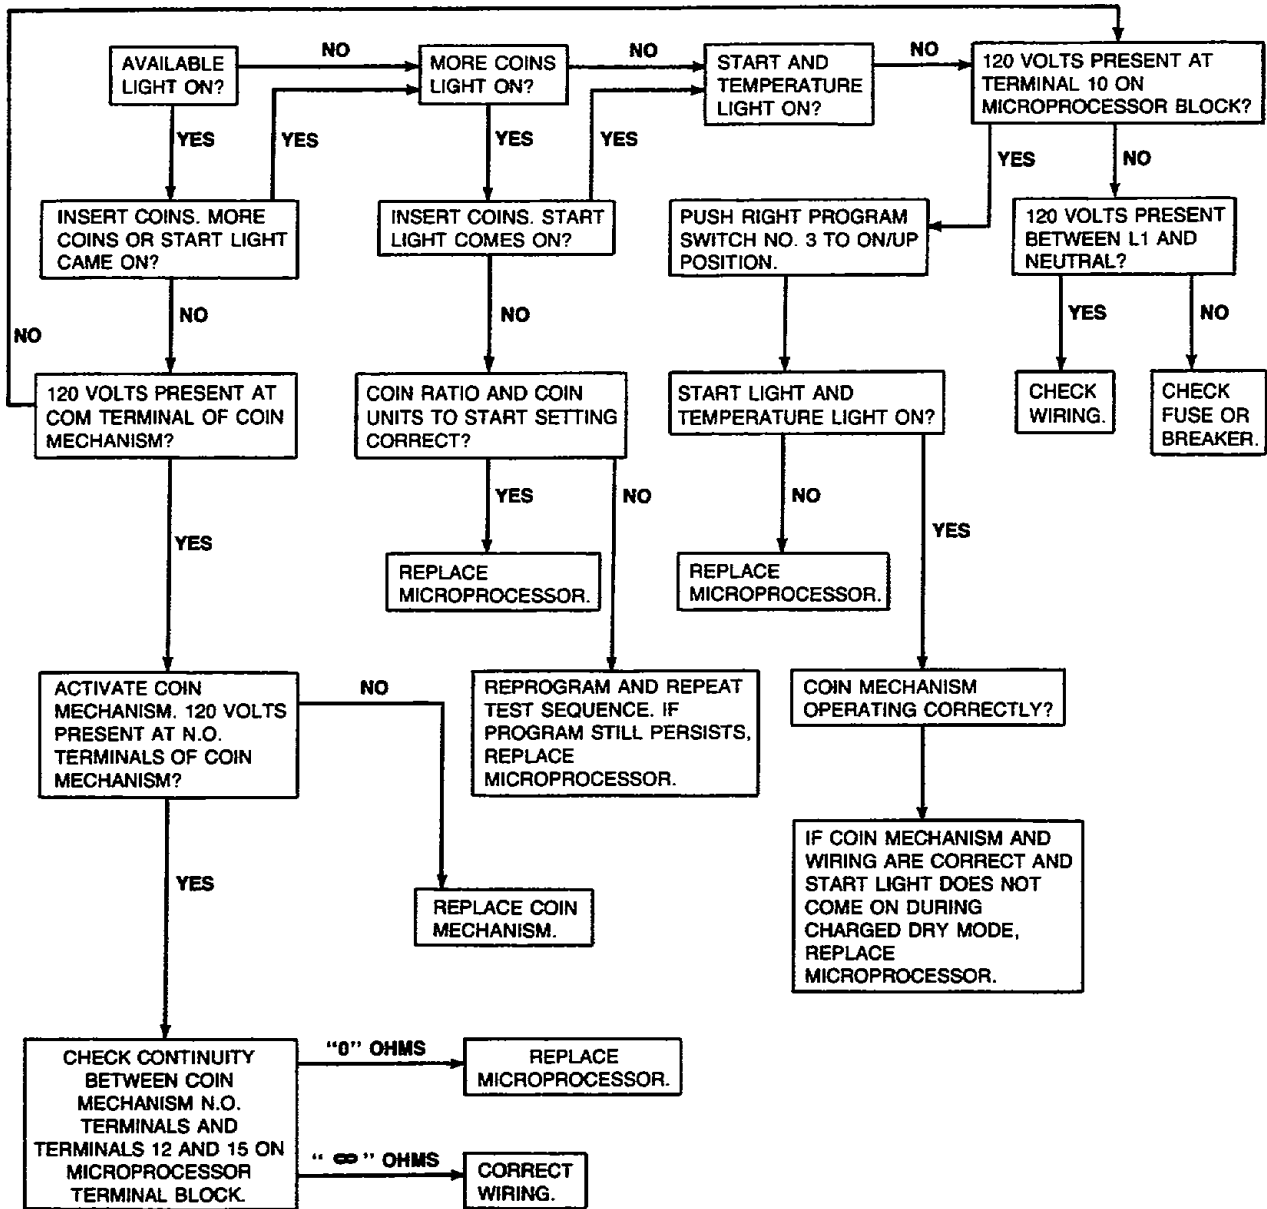 NO
NO
NO
AVAILABLE
LIGHT ON?
MORE COINS
LIGHT ON?
START AND
TEMPERATURE
LIGHT ON?
120 VOLTS PRESENT AT
TERMINAL 10 ON
MICROPROCESSOR BLOCK?
YES
YES
YES
YES
YES
NO
INSERT COINS. MORE
COINS OR START LIGHT
CAME ON?
INSERT COINS. START
LIGHT COMES ON?
PUSH RIGHT PROGRAM
SWITCH NO. 3 TO ON/UP
POSITION.
120 VOLTS PRESENT
BETWEEN L1 AND
NEUTRAL?
NO
NO
NO
YES
NO
120 VOLTS PRESENT AT
COM TERMINAL OF COIN
MECHANISM?
COIN RATIO AND COIN
UNITS TO START SETTING
CORRECT?
START LIGHT AND
TEMPERATURE LIGHT ON?
CHECK
WIRING.
CHECK
FUSE OR
BREAKER.
YES
YES
NO
NO
YES
REPLACE
MICROPROCESSOR.
REPLACE
MICROPROCESSOR.
ACTIVATE COIN
MECHANISM. 120 VOLTS
PRESENT AT N.O.
TERMINALS OF COIN
MECHANISM?
NO
REPROGRAM AND REPEAT
TEST SEQUENCE. IF
PROGRAM STILL PERSISTS,
REPLACE
MICROPROCESSOR.
COIN MECHANISM
OPERATING CORRECTLY?
YES
REPLACE COIN
MECHANISM.
IF COIN MECHANISM AND
WIRING ARE CORRECT AND
START LIGHT DOES NOT
COME ON DURING
CHARGED DRY MODE,
REPLACE
MICROPROCESSOR.
CHECK CONTINUITY
BETWEEN COIN
MECHANISM N.O.
TERMINALS AND
TERMINALS 12 AND 15 ON
MICROPROCESSOR
TERMINAL BLOCK.
"0" OHMS
REPLACE
MICROPROCESSOR.
" ∞ " OHMS
CORRECT
WIRING.